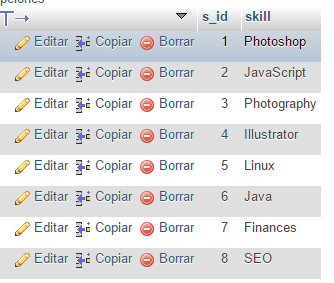 s_id skill
Editar Copiar Borrar 1 Photoshop
Editar Copiar Borrar 2 JavaScript
Editar Copiar Borrar 3 Photography
Editar Copiar Borrar 4 Illustrator
Editar Copiar Borrar 5 Linux
Editar Copiar Borrar 6 Java
Editar Copiar Borrar 7 Finances
Editar Copiar Borrar 8 SEO